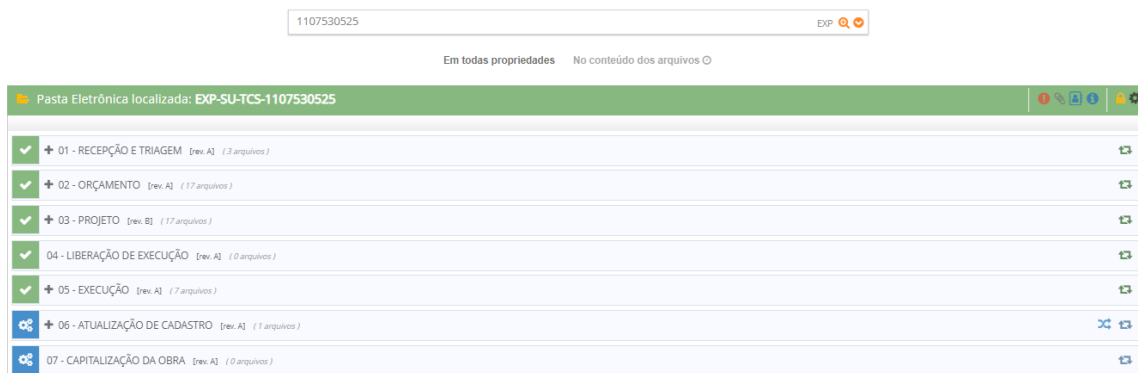 1107530525 EXP
Em todas propriedades No conteúdo dos arquivos
Pasta Eletrônica localizada: EXP-SU-TCS-1107530525
01 - RECEPÇÃO E TRIAGEM [rev. A] ( 3 arquivos )
02 - ORÇAMENTO [rev. A] ( 17 arquivos )
03 - PROJETO [rev. B] ( 17 arquivos )
04 - LIBERAÇÃO DE EXECUÇÃO [rev. A] ( 0 arquivos )
05 - EXECUÇÃO [rev. A] ( 7 arquivos )
06 - ATUALIZAÇÃO DE CADASTRO [rev. A] ( 1 arquivos )
07 - CAPITALIZAÇÃO DA OBRA [rev. A] ( 0 arquivos )